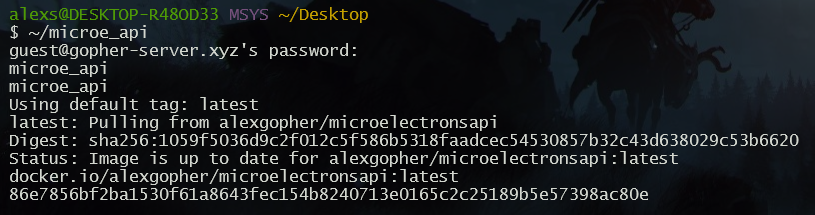 alexs@DESKTOP-R48OD33 MSYS ~/Desktop
$ ~/microe_api
guest@gopher-server.xyz's password:
microe_api
microe_api
Using default tag: latest
latest: Pulling from alexgopher/microelectronsapi
Digest: sha256:1059f5036d9c2f012c5f586b5318faadcec54530857b32c43d638029c53b6620
Status: Image is up to date for alexgopher/microelectronsapi:latest
docker.io/alexgopher/microelectronsapi:latest
86e7856bf2ba1530f61a8643fec154b8240713e0165c2c25189b5e57398ac80e